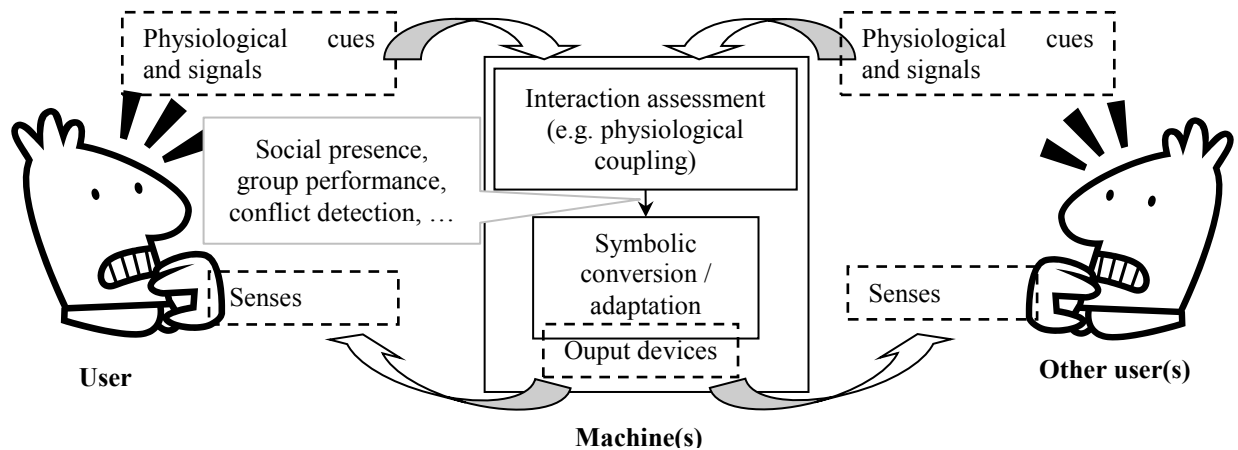 Physiological cues
and signals
Physiological cues
and signals
Interaction assessment
(e.g. physiological
coupling)
Social presence,
group performance,
conflict detection, …
Symbolic
conversion /
adaptation
Senses
Senses
Ouput devices
User
Other user(s)
Machine(s)